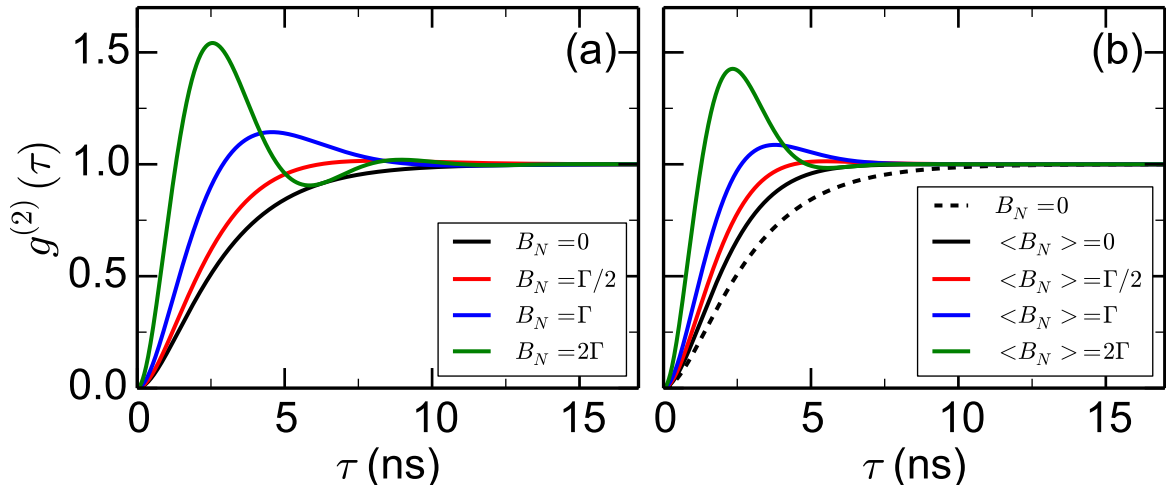 g^{(2)}(τ)
1.5
1.0
0.5
0.0
(a)
B_N = 0
B_N = Γ/2
B_N = Γ
B_N = 2Γ
0
5
10
15
τ (ns)
(b)
B_N = 0
<B_N> = 0
<B_N> = Γ/2
<B_N> = Γ
<B_N> = 2Γ
0
5
10
15
τ (ns)